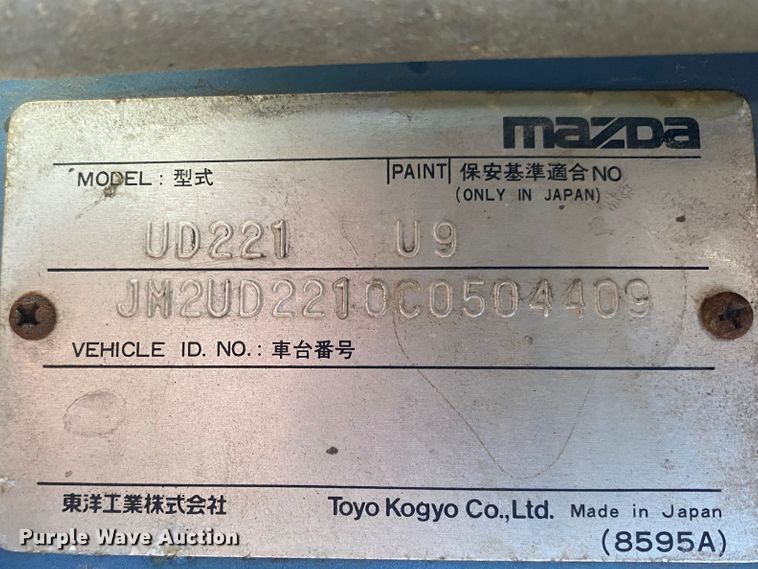 mazda
MODEL : 型式 PAINT 保安基準適合NO
(ONLY IN JAPAN)
UD221 U9
JM2UD2210C0504409
VEHICLE ID. NO. : 車台番号
東洋工業株式会社 Toyo Kogyo Co.,Ltd. Made in Japan
(8595A)
Purple Wave Auction